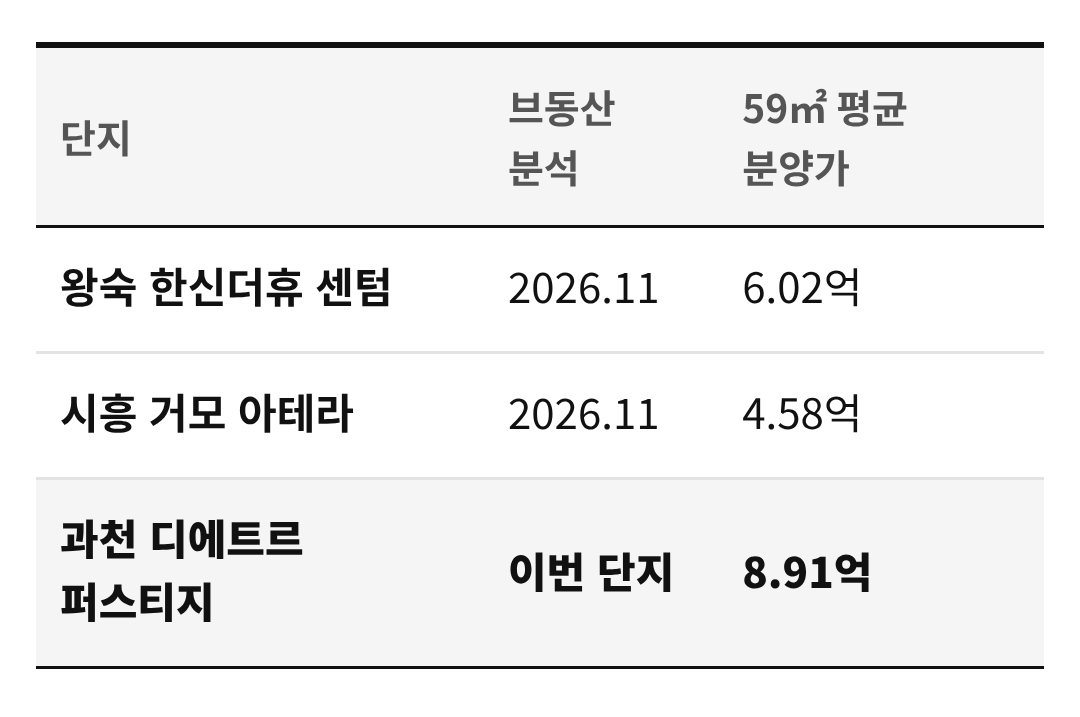 단지 브동산 분석 59㎡ 평균 분양가
왕숙 한신더휴 센텀 2026.11 6.02억
시흥 거모 아테라 2026.11 4.58억
과천 디에트르 퍼스티지 이번 단지 8.91억